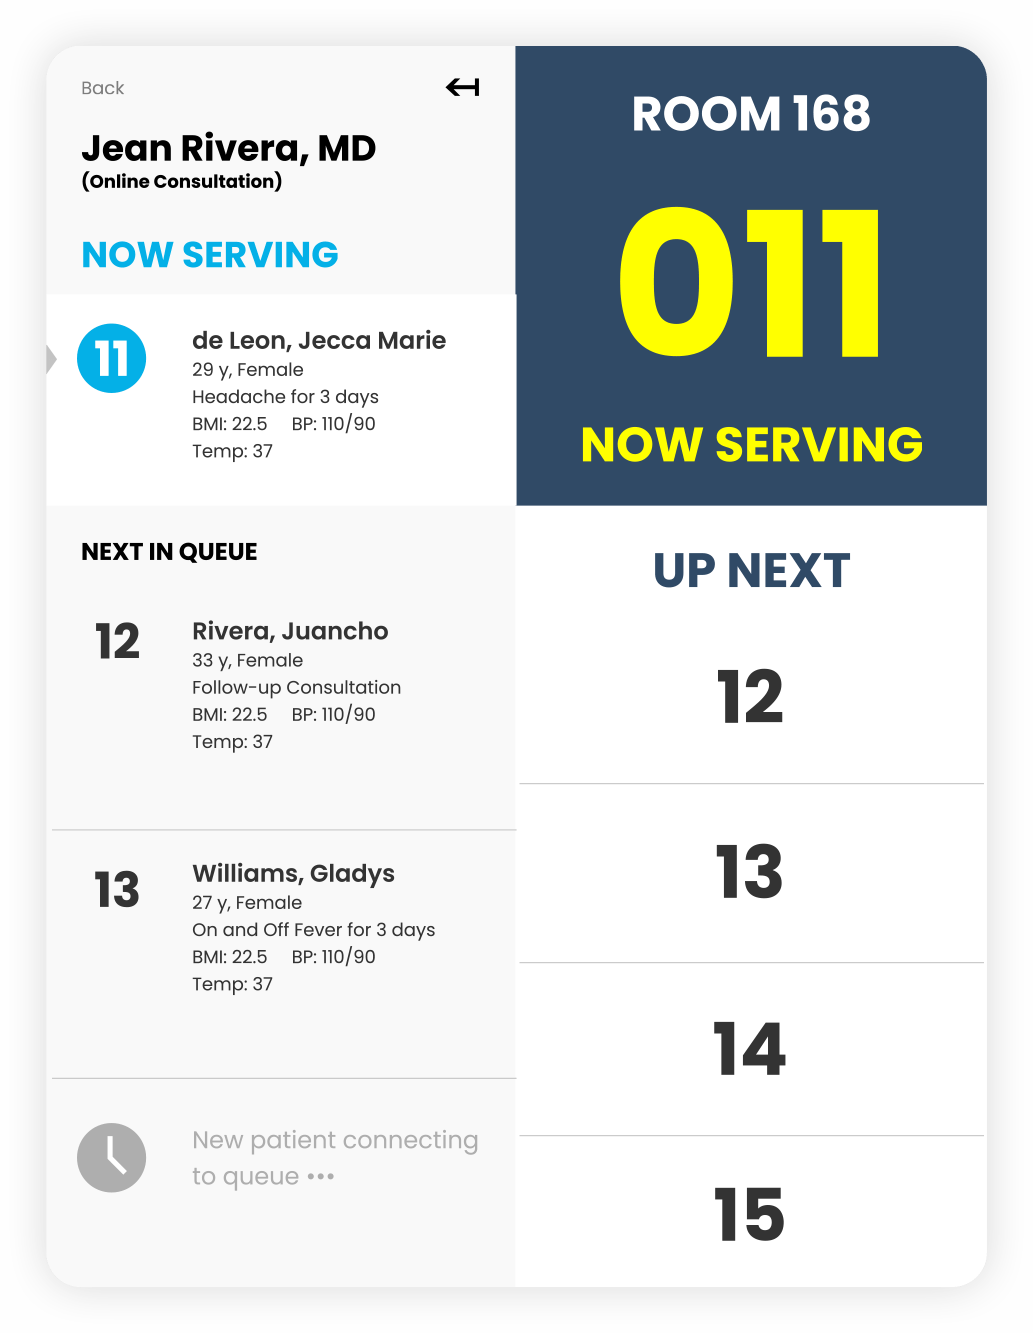 Back
Jean Rivera, MD
(Online Consultation)
NOW SERVING
11
de Leon, Jecca Marie
29 y, Female
Headache for 3 days
BMI: 22.5 BP: 110/90
Temp: 37
NEXT IN QUEUE
12
Rivera, Juancho
33 y, Female
Follow-up Consultation
BMI: 22.5 BP: 110/90
Temp: 37
13
Williams, Gladys
27 y, Female
On and Off Fever for 3 days
BMI: 22.5 BP: 110/90
Temp: 37
New patient connecting
to queue •••
ROOM 168
011
NOW SERVING
UP NEXT
12
13
14
15